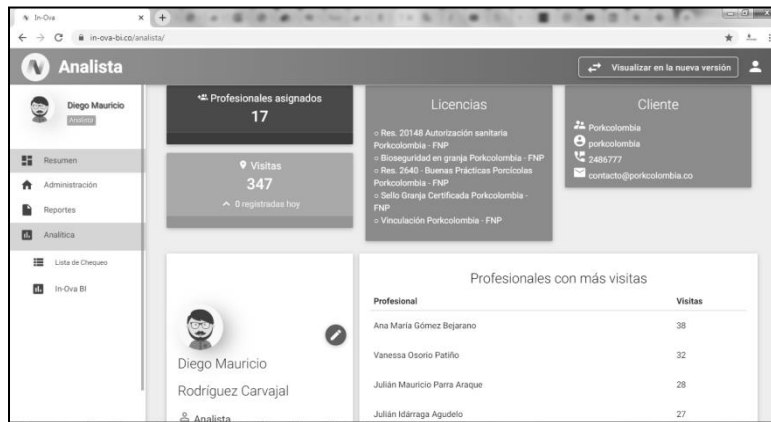 In-Ova
in-ova-bi.co/analista/
Analista
Visualizar en la nueva versión
Diego Mauricio
Analista
Resumen
Administración
Reportes
Analítica
Lista de Chequeo
In-Ova BI
Profesionales asignados
17
Visitas
347
0 registradas hoy
Licencias
○ Res. 20148 Autorización sanitaria
Porkcolombia - FNP
○ Bioseguridad en granja Porkcolombia - FNP
○ Res. 2640 - Buenas Prácticas Porcícolas
Porkcolombia - FNP
○ Sello Granja Certificada Porkcolombia -
FNP
○ Vinculación Porkcolombia - FNP
Cliente
Porkcolombia
porkcolombia
2486777
contacto@porkcolombia.co
Diego Mauricio
Rodríguez Carvajal
Analista
Profesionales con más visitas
Profesional Visitas
Ana María Gómez Bejarano 38
Vanessa Osorio Patiño 32
Julián Mauricio Parra Araque 28
Julián Idárraga Agudelo 27